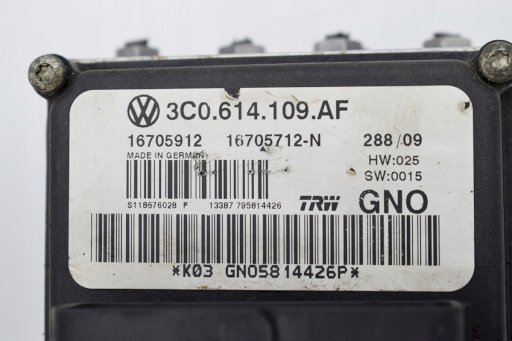 3C0.614.109.AF
16705912 16705712-N 288/09
MADE IN GERMANY
HW:025
SW:0015
S118676028 F 13387 795814426
TRW GNO
*K03 GNO5814426P*